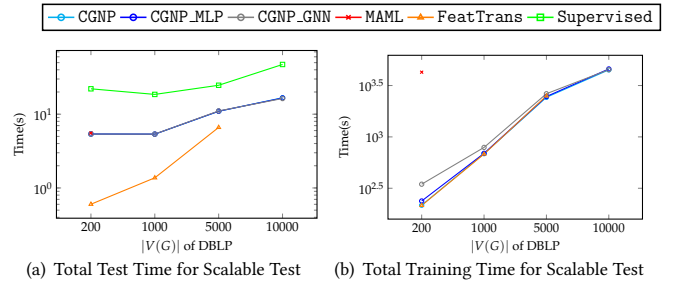 CGNP CGNP_MLP CGNP_GNN MAML FeatTrans Supervised
10^1
10^0
Time(s)
200 1000 5000 10000
|V(G)| of DBLP
(a) Total Test Time for Scalable Test
10^3.5
10^3
10^2.5
Time(s)
200 1000 5000 10000
|V(G)| of DBLP
(b) Total Training Time for Scalable Test